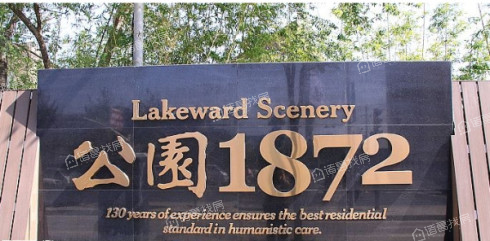 Lakeward Scenery
公園1872
130 years of experience ensures the best residential
standard in humanistic care.